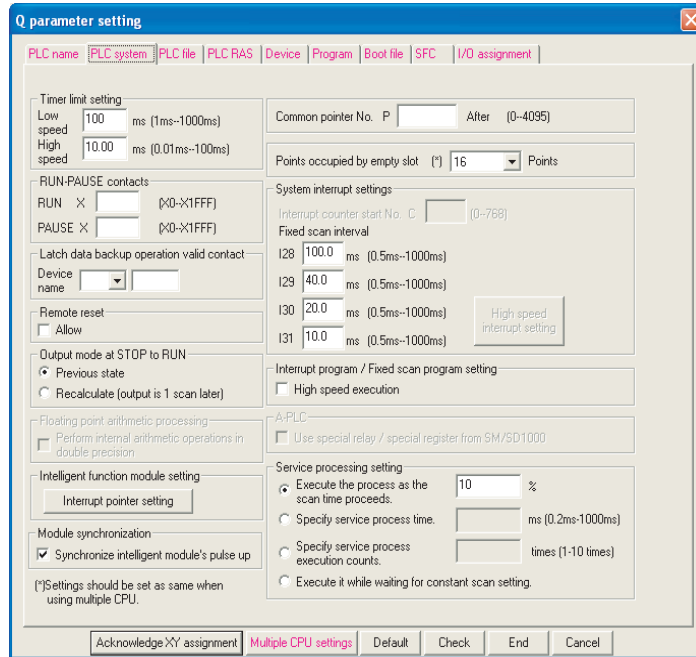 Q parameter setting
PLC name PLC system PLC file PLC RAS Device Program Boot file SFC I/O assignment
Timer limit setting
Low speed 100 ms (1ms--1000ms)
High speed 10.00 ms (0.01ms--100ms)
RUN-PAUSE contacts
RUN X (X0-X1FFF)
PAUSE X (X0-X1FFF)
Latch data backup operation valid contact
Device name
Remote reset
Allow
Output mode at STOP to RUN
Previous state
Recalculate (output is 1 scan later)
Floating point arithmetic processing
Perform internal arithmetic operations in
double precision
Intelligent function module setting
Interrupt pointer setting
Module synchronization
Synchronize intelligent module's pulse up
(*)Settings should be set as same when
using multiple CPU.
Common pointer No. P After (0--4095)
Points occupied by empty slot (*) 16 Points
System interrupt settings
Interrupt counter start No. C (0--768)
Fixed scan interval
I28 100.0 ms (0.5ms--1000ms)
I29 40.0 ms (0.5ms--1000ms)
I30 20.0 ms (0.5ms--1000ms)
I31 10.0 ms (0.5ms--1000ms)
High speed
interrupt setting
Interrupt program / Fixed scan program setting
High speed execution
A-PLC
Use special relay / special register from SM/SD1000
Service processing setting
Execute the process as the
scan time proceeds. 10 %
Specify service process time. ms (0.2ms-1000ms)
Specify service process
execution counts. times (1-10 times)
Execute it while waiting for constant scan setting.
Acknowledge XY assignment Multiple CPU settings Default Check End Cancel